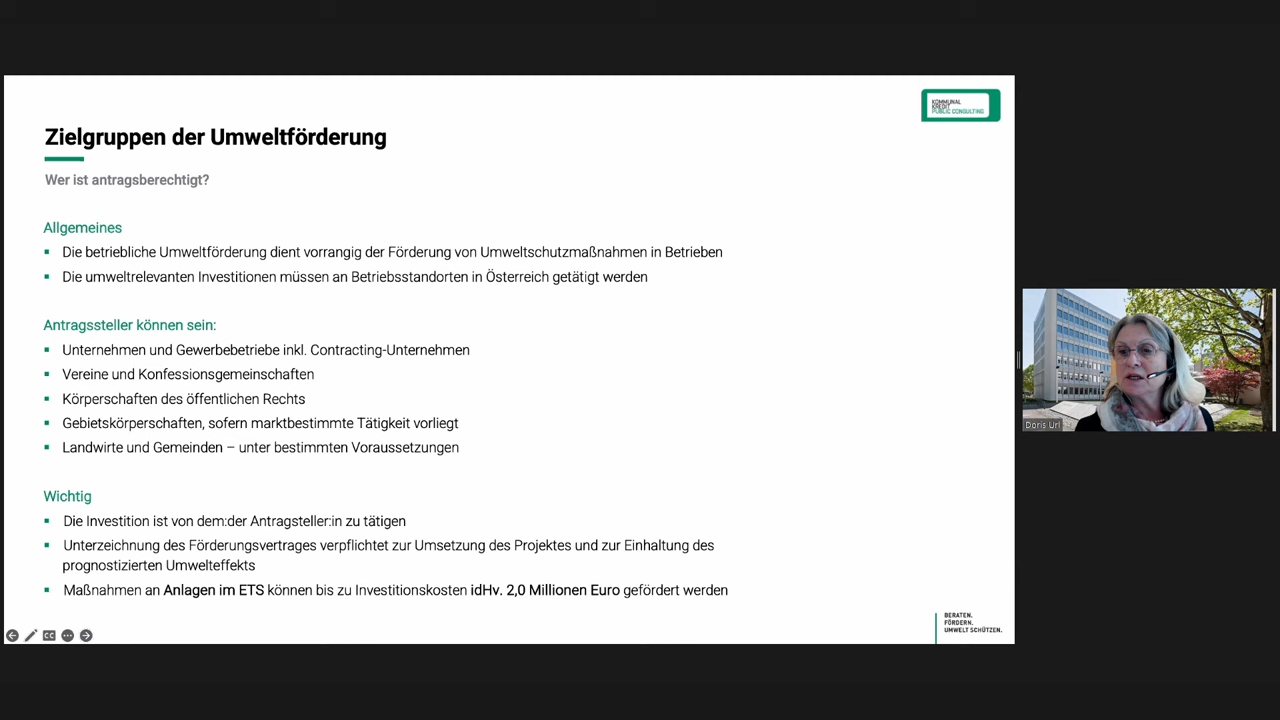 KOMMUNAL
KREDIT
PUBLIC CONSULTING
Zielgruppen der Umweltförderung
Wer ist antragsberechtigt?
Allgemeines
Die betriebliche Umweltförderung dient vorrangig der Förderung von Umweltschutzmaßnahmen in Betrieben
Die umweltrelevanten Investitionen müssen an Betriebsstandorten in Österreich getätigt werden
Antragssteller können sein:
Unternehmen und Gewerbebetriebe inkl. Contracting-Unternehmen
Vereine und Konfessionsgemeinschaften
Körperschaften des öffentlichen Rechts
Gebietskörperschaften, sofern marktbestimmte Tätigkeit vorliegt
Landwirte und Gemeinden – unter bestimmten Voraussetzungen
Wichtig
Die Investition ist von dem:der Antragsteller:in zu tätigen
Unterzeichnung des Förderungsvertrages verpflichtet zur Umsetzung des Projektes und zur Einhaltung des
prognostizierten Umwelteffekts
Maßnahmen an Anlagen im ETS können bis zu Investitionskosten idHv. 2,0 Millionen Euro gefördert werden
BERATEN.
FÖRDERN.
UMWELT SCHÜTZEN.
CC
Doris Url